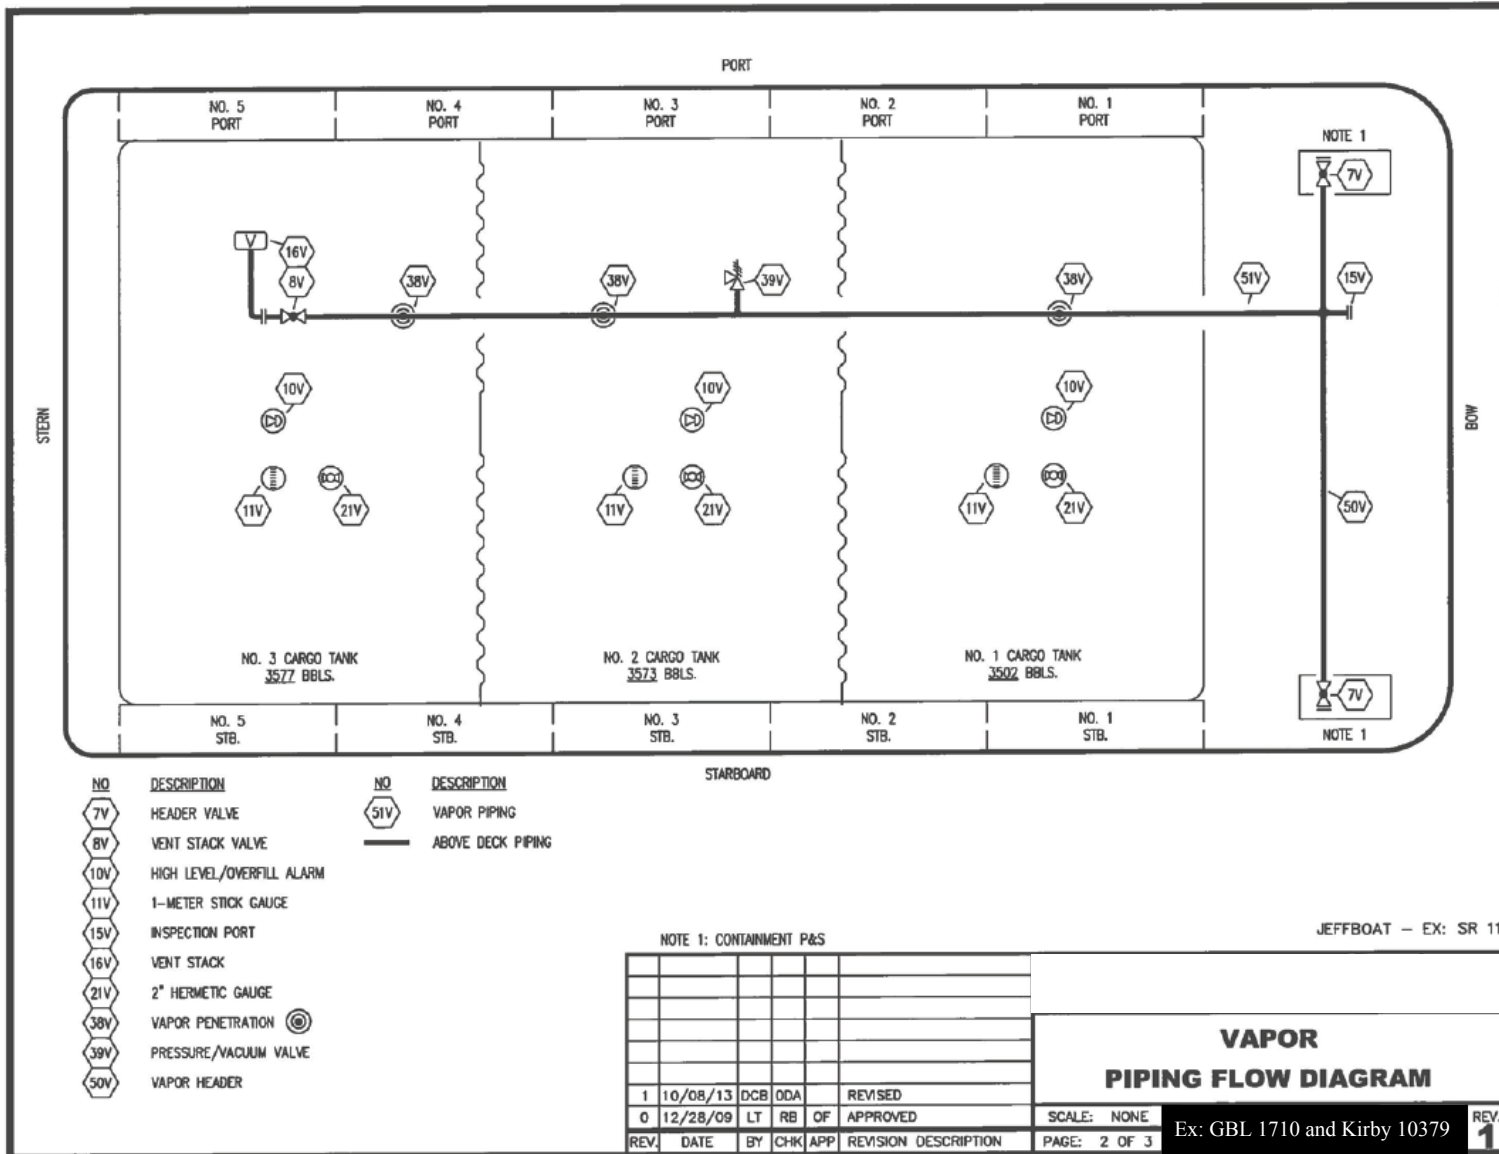 PORT
NO. 5 NO. 4 NO. 3 NO. 2 NO. 1
PORT PORT PORT PORT PORT
NOTE 1
7V
V
16V
8V
38V 38V 39V 38V 51V 15V
10V 10V 10V
STERN
BOW
11V 21V 11V 21V 11V 21V
50V
NO. 3 CARGO TANK NO. 2 CARGO TANK NO. 1 CARGO TANK
3577 BBLS. 3573 BBLS. 3502 BBLS.
7V
NO. 5 NO. 4 NO. 3 NO. 2 NO. 1
STB. STB. STB. STB. STB.
NOTE 1
STARBOARD
NO DESCRIPTION NO DESCRIPTION
7V HEADER VALVE 51V VAPOR PIPING
8V VENT STACK VALVE ABOVE DECK PIPING
10V HIGH LEVEL/OVERFILL ALARM
11V 1-METER STICK GAUGE
15V INSPECTION PORT
16V VENT STACK
21V 2" HERMETIC GAUGE
38V VAPOR PENETRATION
39V PRESSURE/VACUUM VALVE
50V VAPOR HEADER
JEFFBOAT - EX: SR 11
NOTE 1: CONTAINMENT P&S
VAPOR
PIPING FLOW DIAGRAM
1 10/08/13 DCB ODA REVISED
0 12/28/09 LT RB OF APPROVED
REV. DATE BY CHK APP REVISION DESCRIPTION
SCALE: NONE
PAGE: 2 OF 3
Ex: GBL 1710 and Kirby 10379
REV.
1